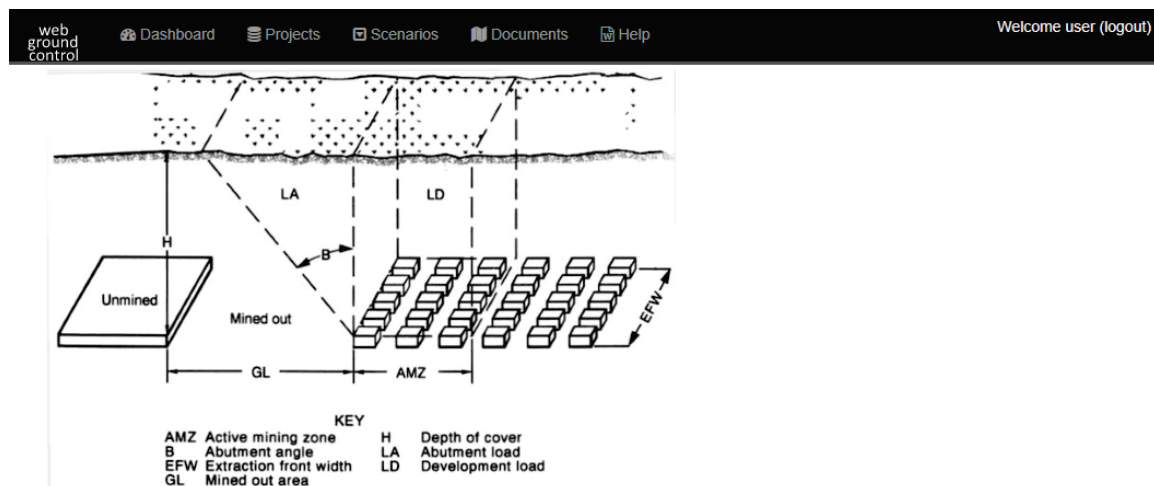 web ground control
Dashboard Projects Scenarios Documents Help
Welcome user (logout)
LA
LD
H
B
Unmined
Mined out
EFW
GL
AMZ
KEY
AMZ Active mining zone H Depth of cover
B Abutment angle LA Abutment load
EFW Extraction front width LD Development load
GL Mined out area